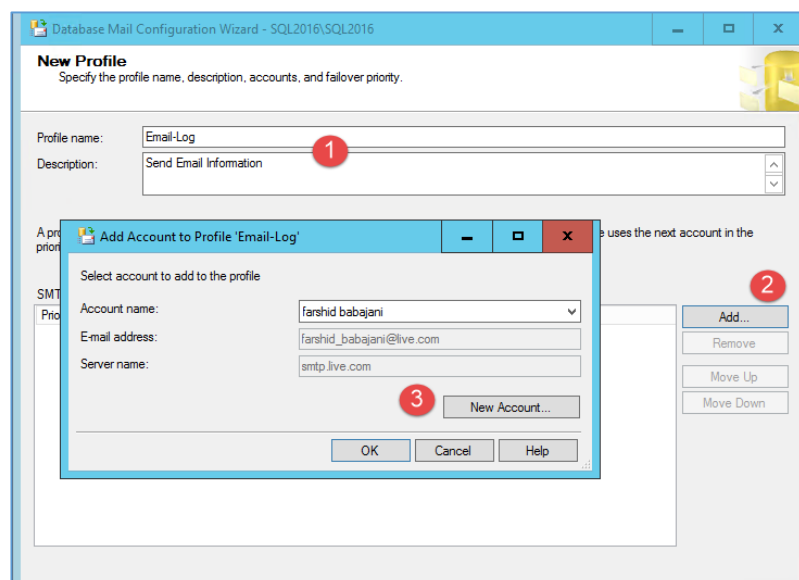 Database Mail Configuration Wizard - SQL2016\SQL2016
New Profile
Specify the profile name, description, accounts, and failover priority.
Profile name:
Email-Log
1
Description:
Send Email Information
A pro
e uses the next account in the
priori
Add Account to Profile 'Email-Log'
x
X
Select account to add to the profile
SMT
2
Account name:
farshid babajani
Prio
Add...
E-mail address:
farshid_babajani@live.com
Remove
Server name:
smtp.live.com
Move Up
3
New Account...
Move Down
OK
Cancel
Help